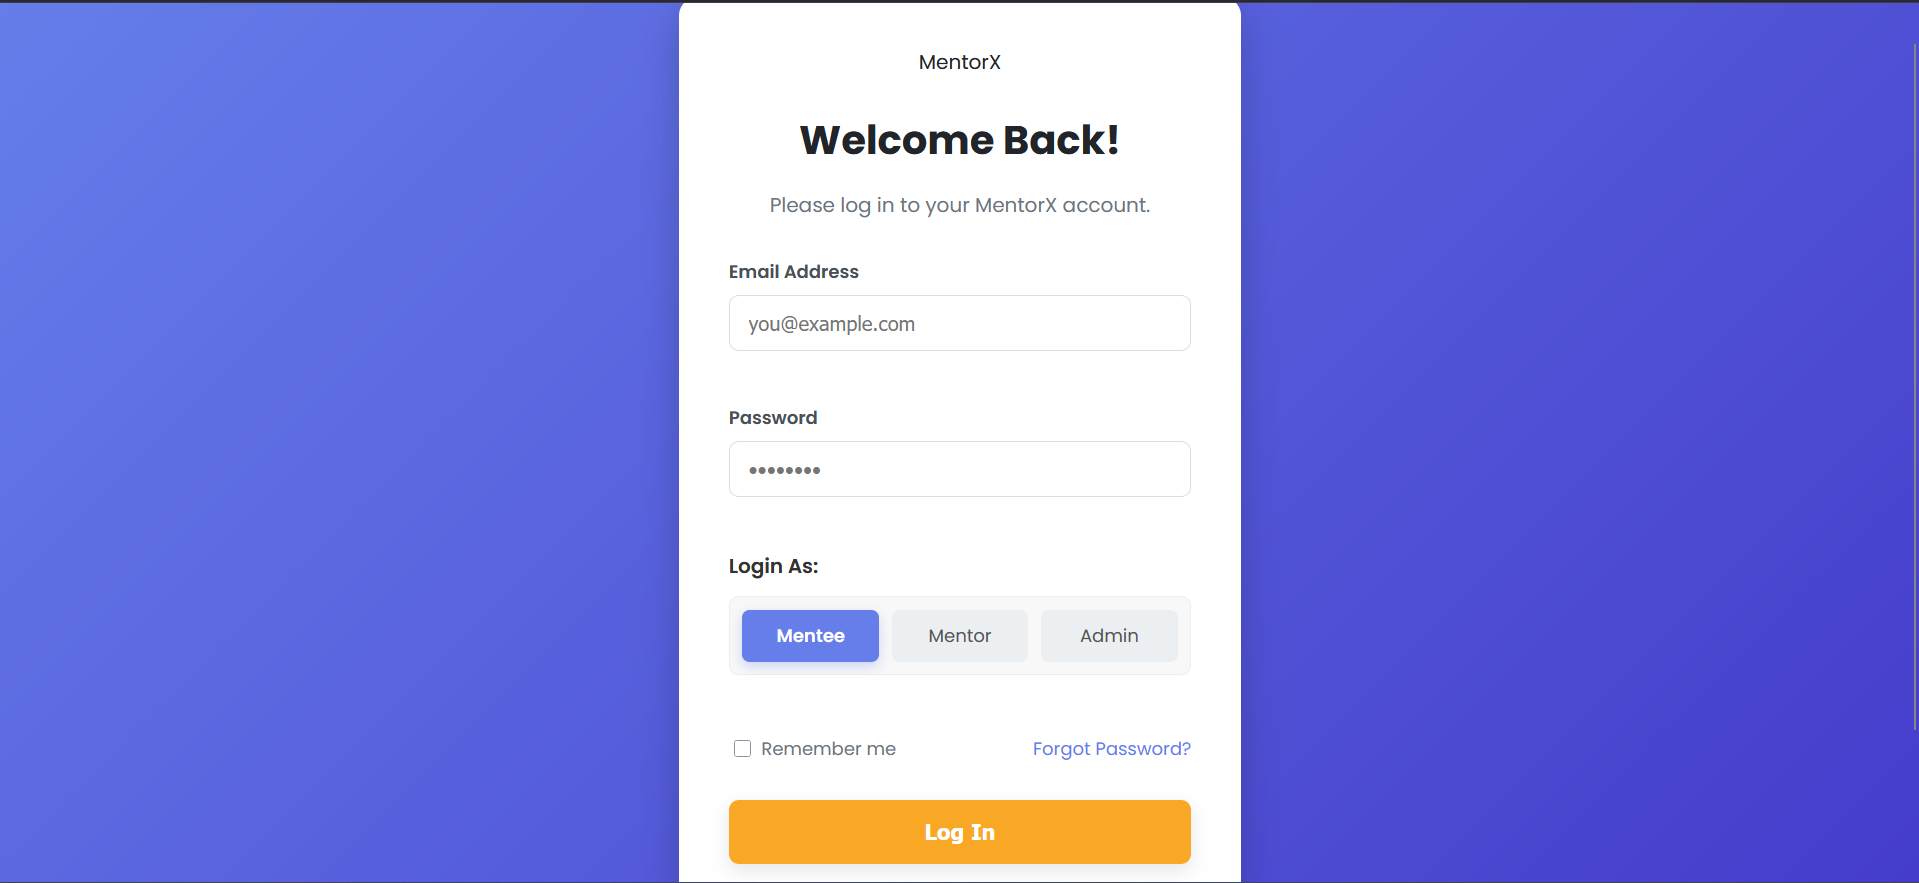 MentorX
Welcome Back!
Please log in to your MentorX account.
Email Address
you@example.com
Password
••••••••
Login As:
Mentee Mentor Admin
Remember me Forgot Password?
Log In